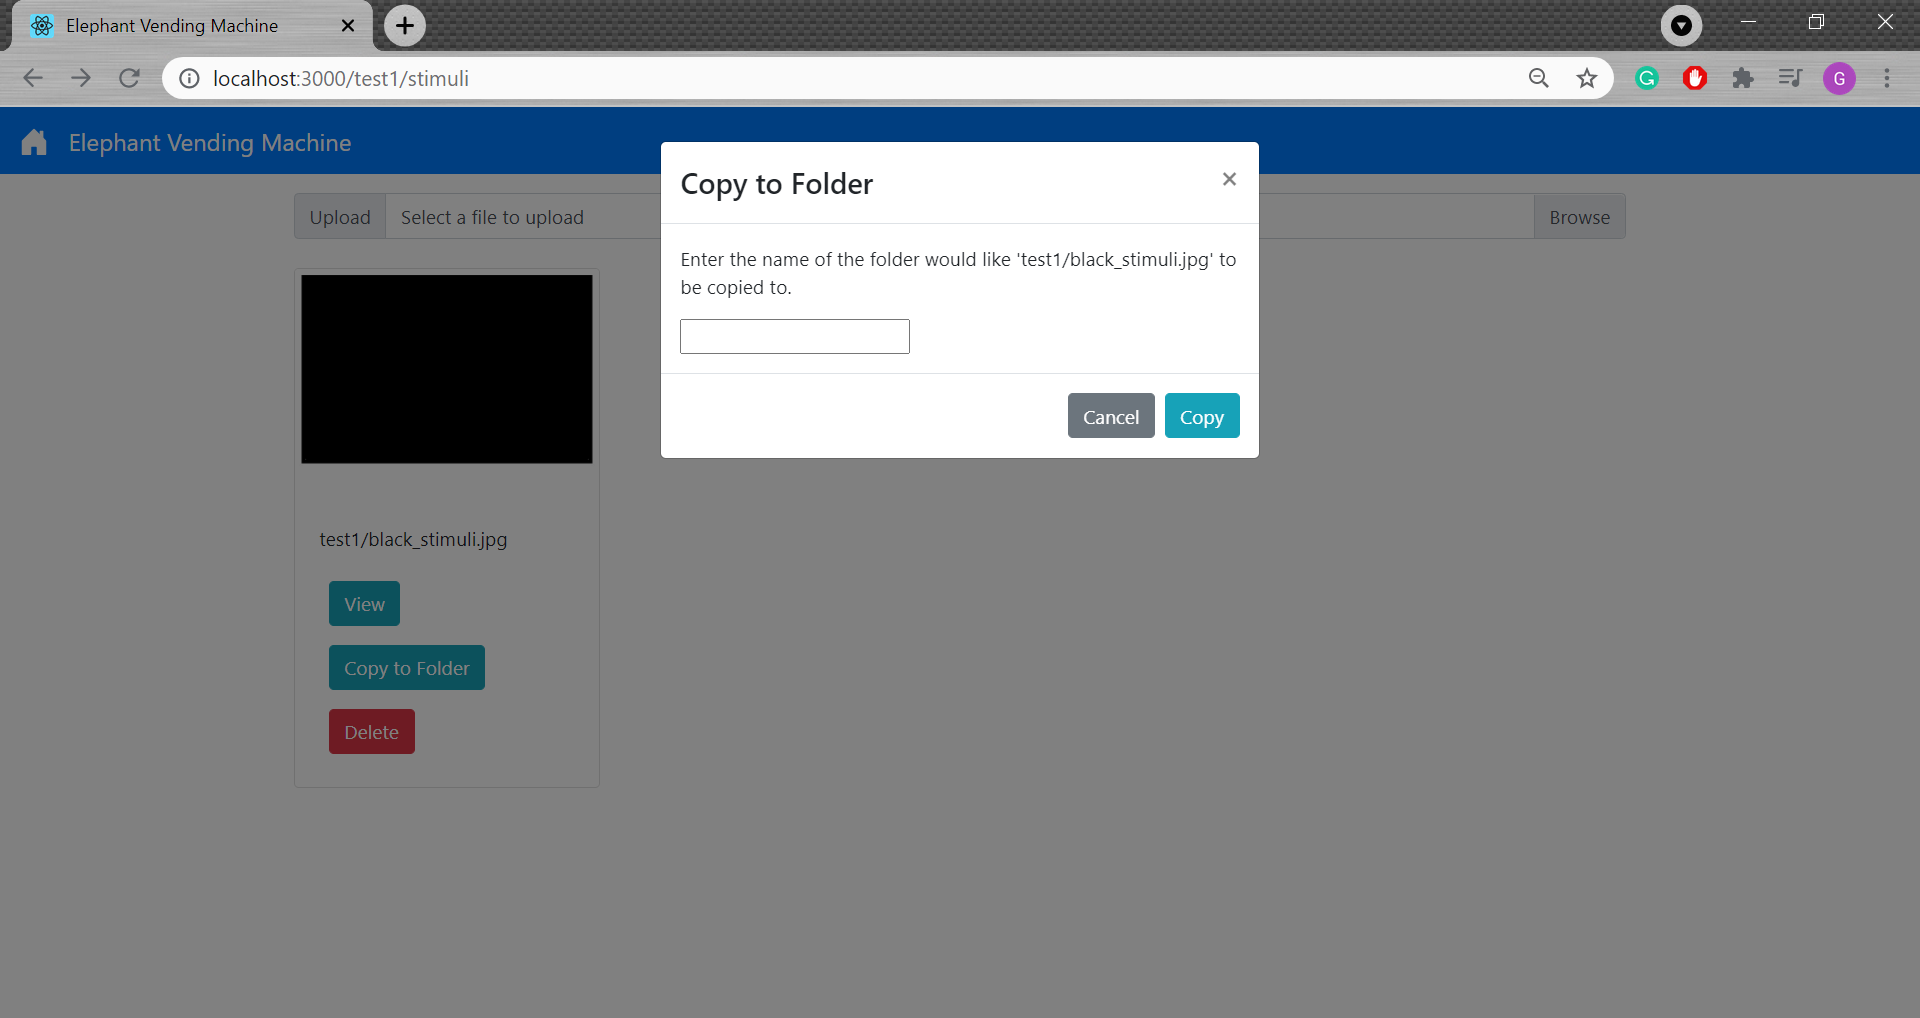 Elephant Vending Machine
localhost:3000/test1/stimuli
G
G
Elephant Vending Machine
Copy to Folder
×
Upload
Select a file to upload
Browse
Enter the name of the folder would like 'test1/black_stimuli.jpg' to
be copied to.
Cancel
Copy
test1/black_stimuli.jpg
View
Copy to Folder
Delete